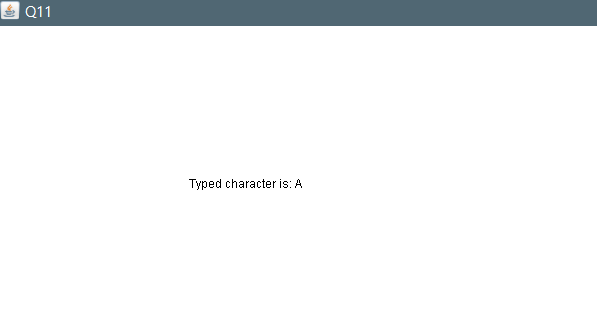 Q11
Typed character is: A